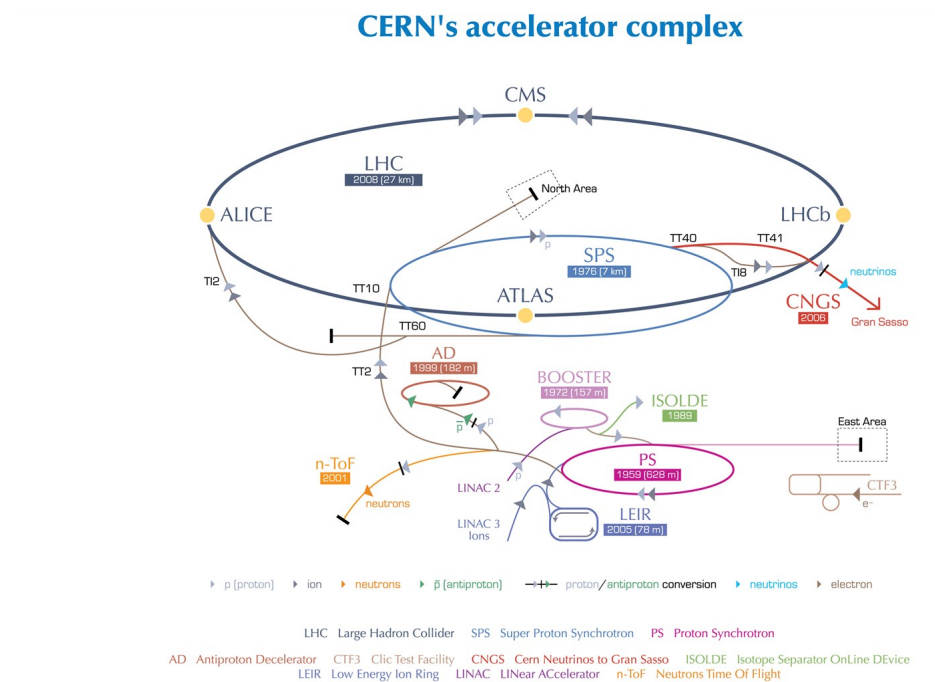 CERN's accelerator complex
CMS
LHC
2008 (27 km)
North Area
ALICE
LHCb
p
TT40
TT41
SPS
1976 (7 km)
TI8
neutrinos
TI2
TT10
ATLAS
CNGS
2006
Gran Sasso
TT60
AD
1999 (182 m)
TT2
BOOSTER
1972 (157 m)
ISOLDE
1989
p
p̅
East Area
n-ToF
2001
PS
1959 (628 m)
p
LINAC 2
neutrons
CTF3
e-
LEIR
2005 (78 m)
LINAC 3
Ions
p (proton) ion neutrons p̅ (antiproton) proton/antiproton conversion neutrinos electron
LHC Large Hadron Collider SPS Super Proton Synchrotron PS Proton Synchrotron
AD Antiproton Decelerator CTF3 Clic Test Facility CNGS Cern Neutrinos to Gran Sasso ISOLDE Isotope Separator OnLine DEvice
LEIR Low Energy Ion Ring LINAC LINear ACcelerator n-ToF Neutrons Time Of Flight